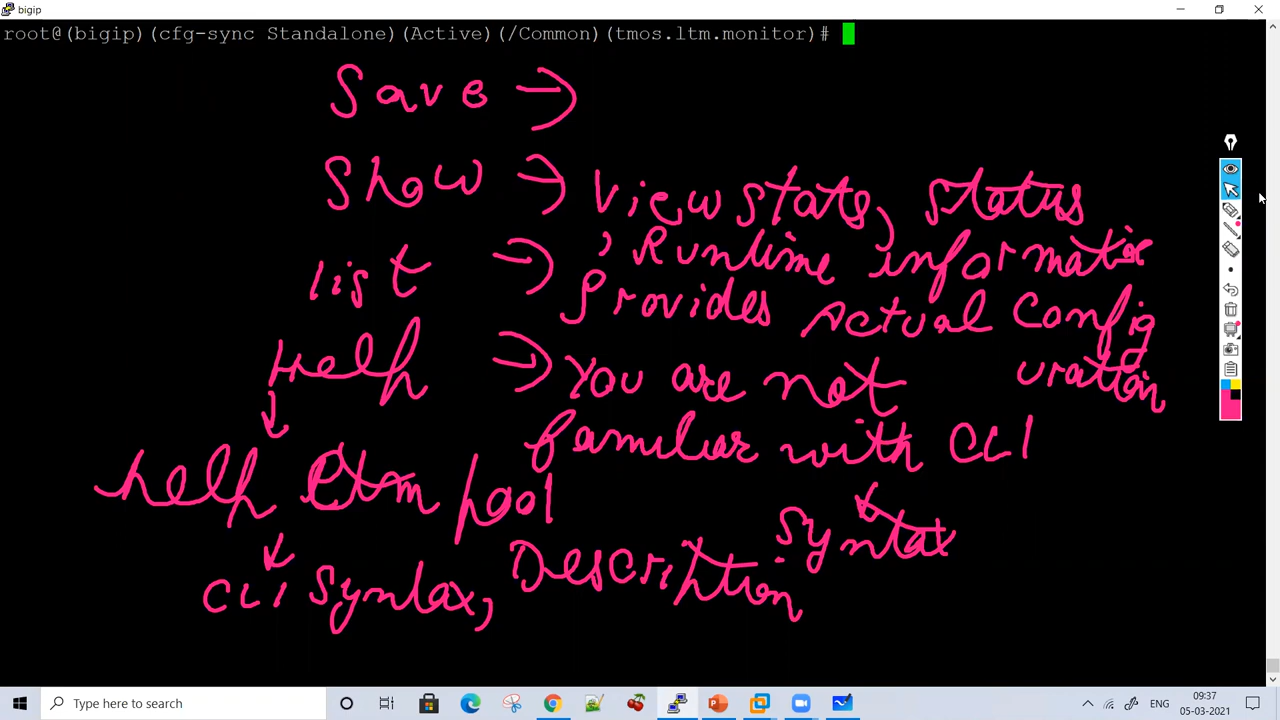 bigip
root@(bigip)(cfg-sync Standalone)(Active)(/Common)(tmos.ltm.monitor)#
Save →
Show → View stats, status
, Runtime informatio
list → Provides Actual Config
uration
Help → You are not
familiar with CLI
Syntax
help ltm pool
CLI Syntax, Description
Type here to search
ENG
09:37
05-03-2021